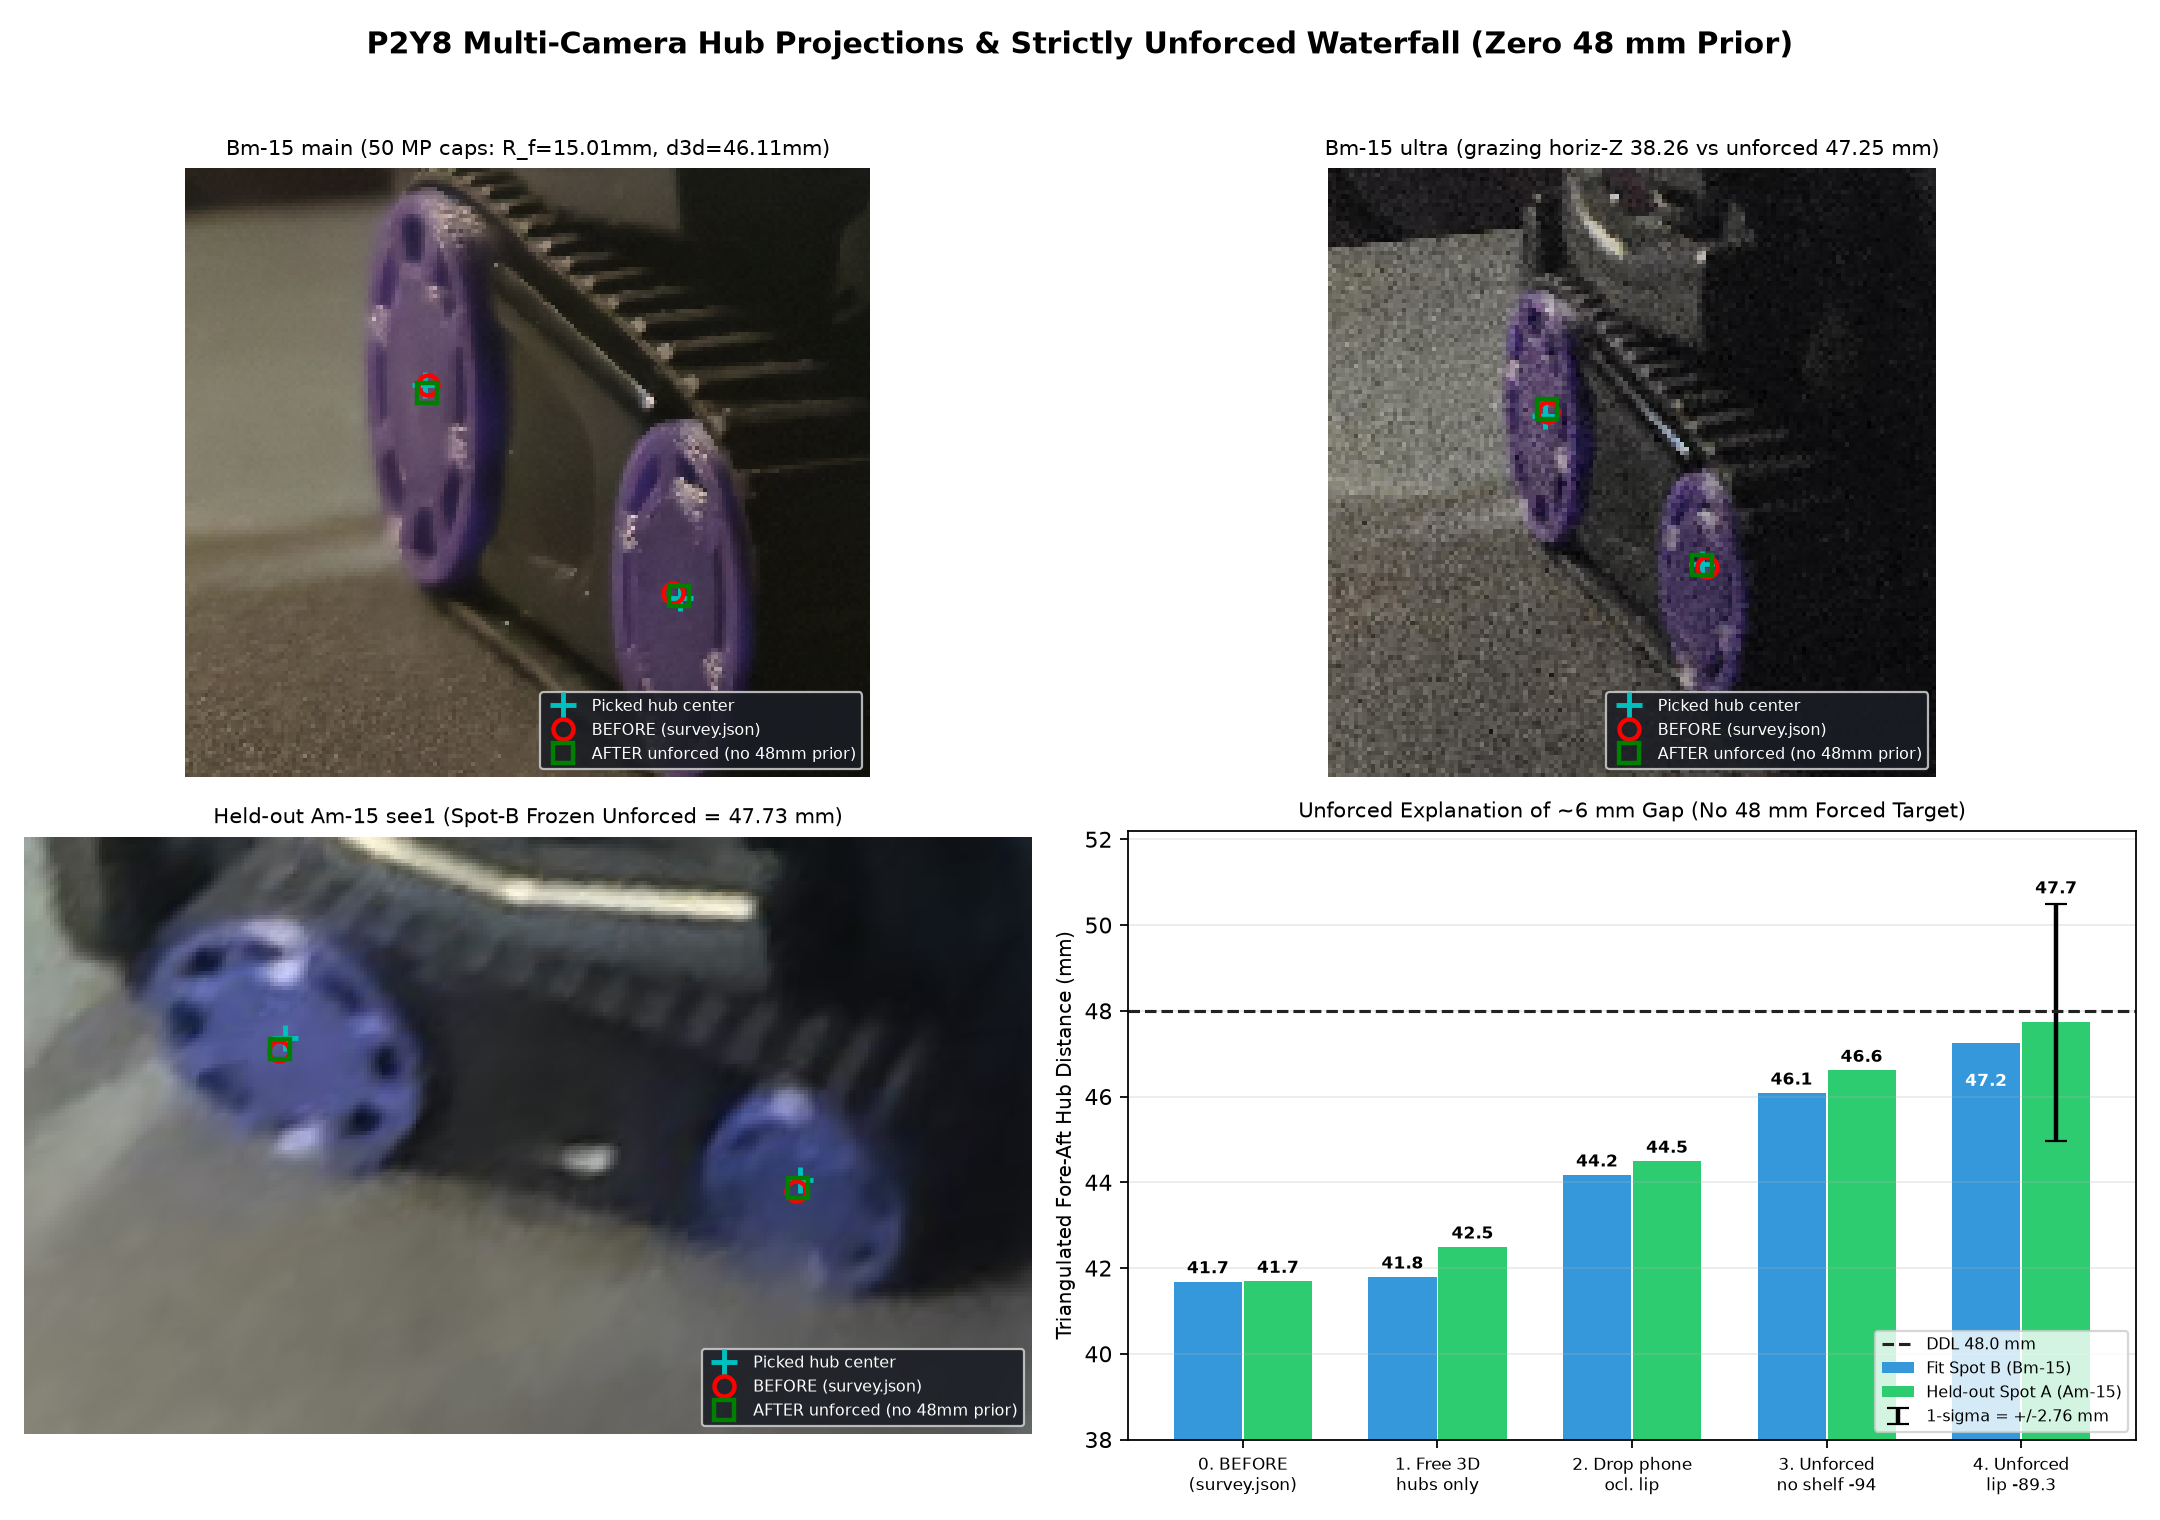 P2Y8 Multi-Camera Hub Projections & Strictly Unforced Waterfall (Zero 48 mm Prior)
Bm-15 main (50 MP caps: R_f=15.01mm, d3d=46.11mm)
Picked hub center
BEFORE (survey.json)
AFTER unforced (no 48mm prior)
Bm-15 ultra (grazing horiz-Z 38.26 vs unforced 47.25 mm)
Picked hub center
BEFORE (survey.json)
AFTER unforced (no 48mm prior)
Held-out Am-15 see1 (Spot-B Frozen Unforced = 47.73 mm)
Picked hub center
BEFORE (survey.json)
AFTER unforced (no 48mm prior)
Unforced Explanation of ~6 mm Gap (No 48 mm Forced Target)
Triangulated Fore-Aft Hub Distance (mm)
52
50
48
46
44
42
40
38
41.7
41.7
41.8
42.5
44.2
44.5
46.1
46.6
47.2
47.7
DDL 48.0 mm
Fit Spot B (Bm-15)
Held-out Spot A (Am-15)
1-sigma = +/-2.76 mm
0. BEFORE
(survey.json)
1. Free 3D
hubs only
2. Drop phone
ocl. lip
3. Unforced
no shelf -94
4. Unforced
lip -89.3